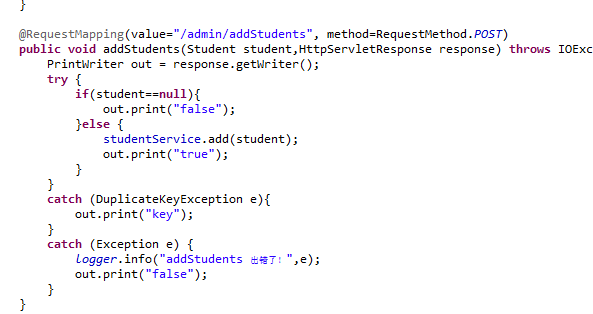 }
@RequestMapping(value="/admin/addStudents", method=RequestMethod.POST)
public void addStudents(Student student,HttpServletResponse response) throws IOExc
PrintWriter out = response.getWriter();
try {
if(student==null){
out.print("false");
}else {
studentService.add(student);
out.print("true");
}
}
catch (DuplicateKeyException e){
out.print("key");
}
catch (Exception e) {
logger.info("addStudents 出错了！",e);
out.print("false");
}
}